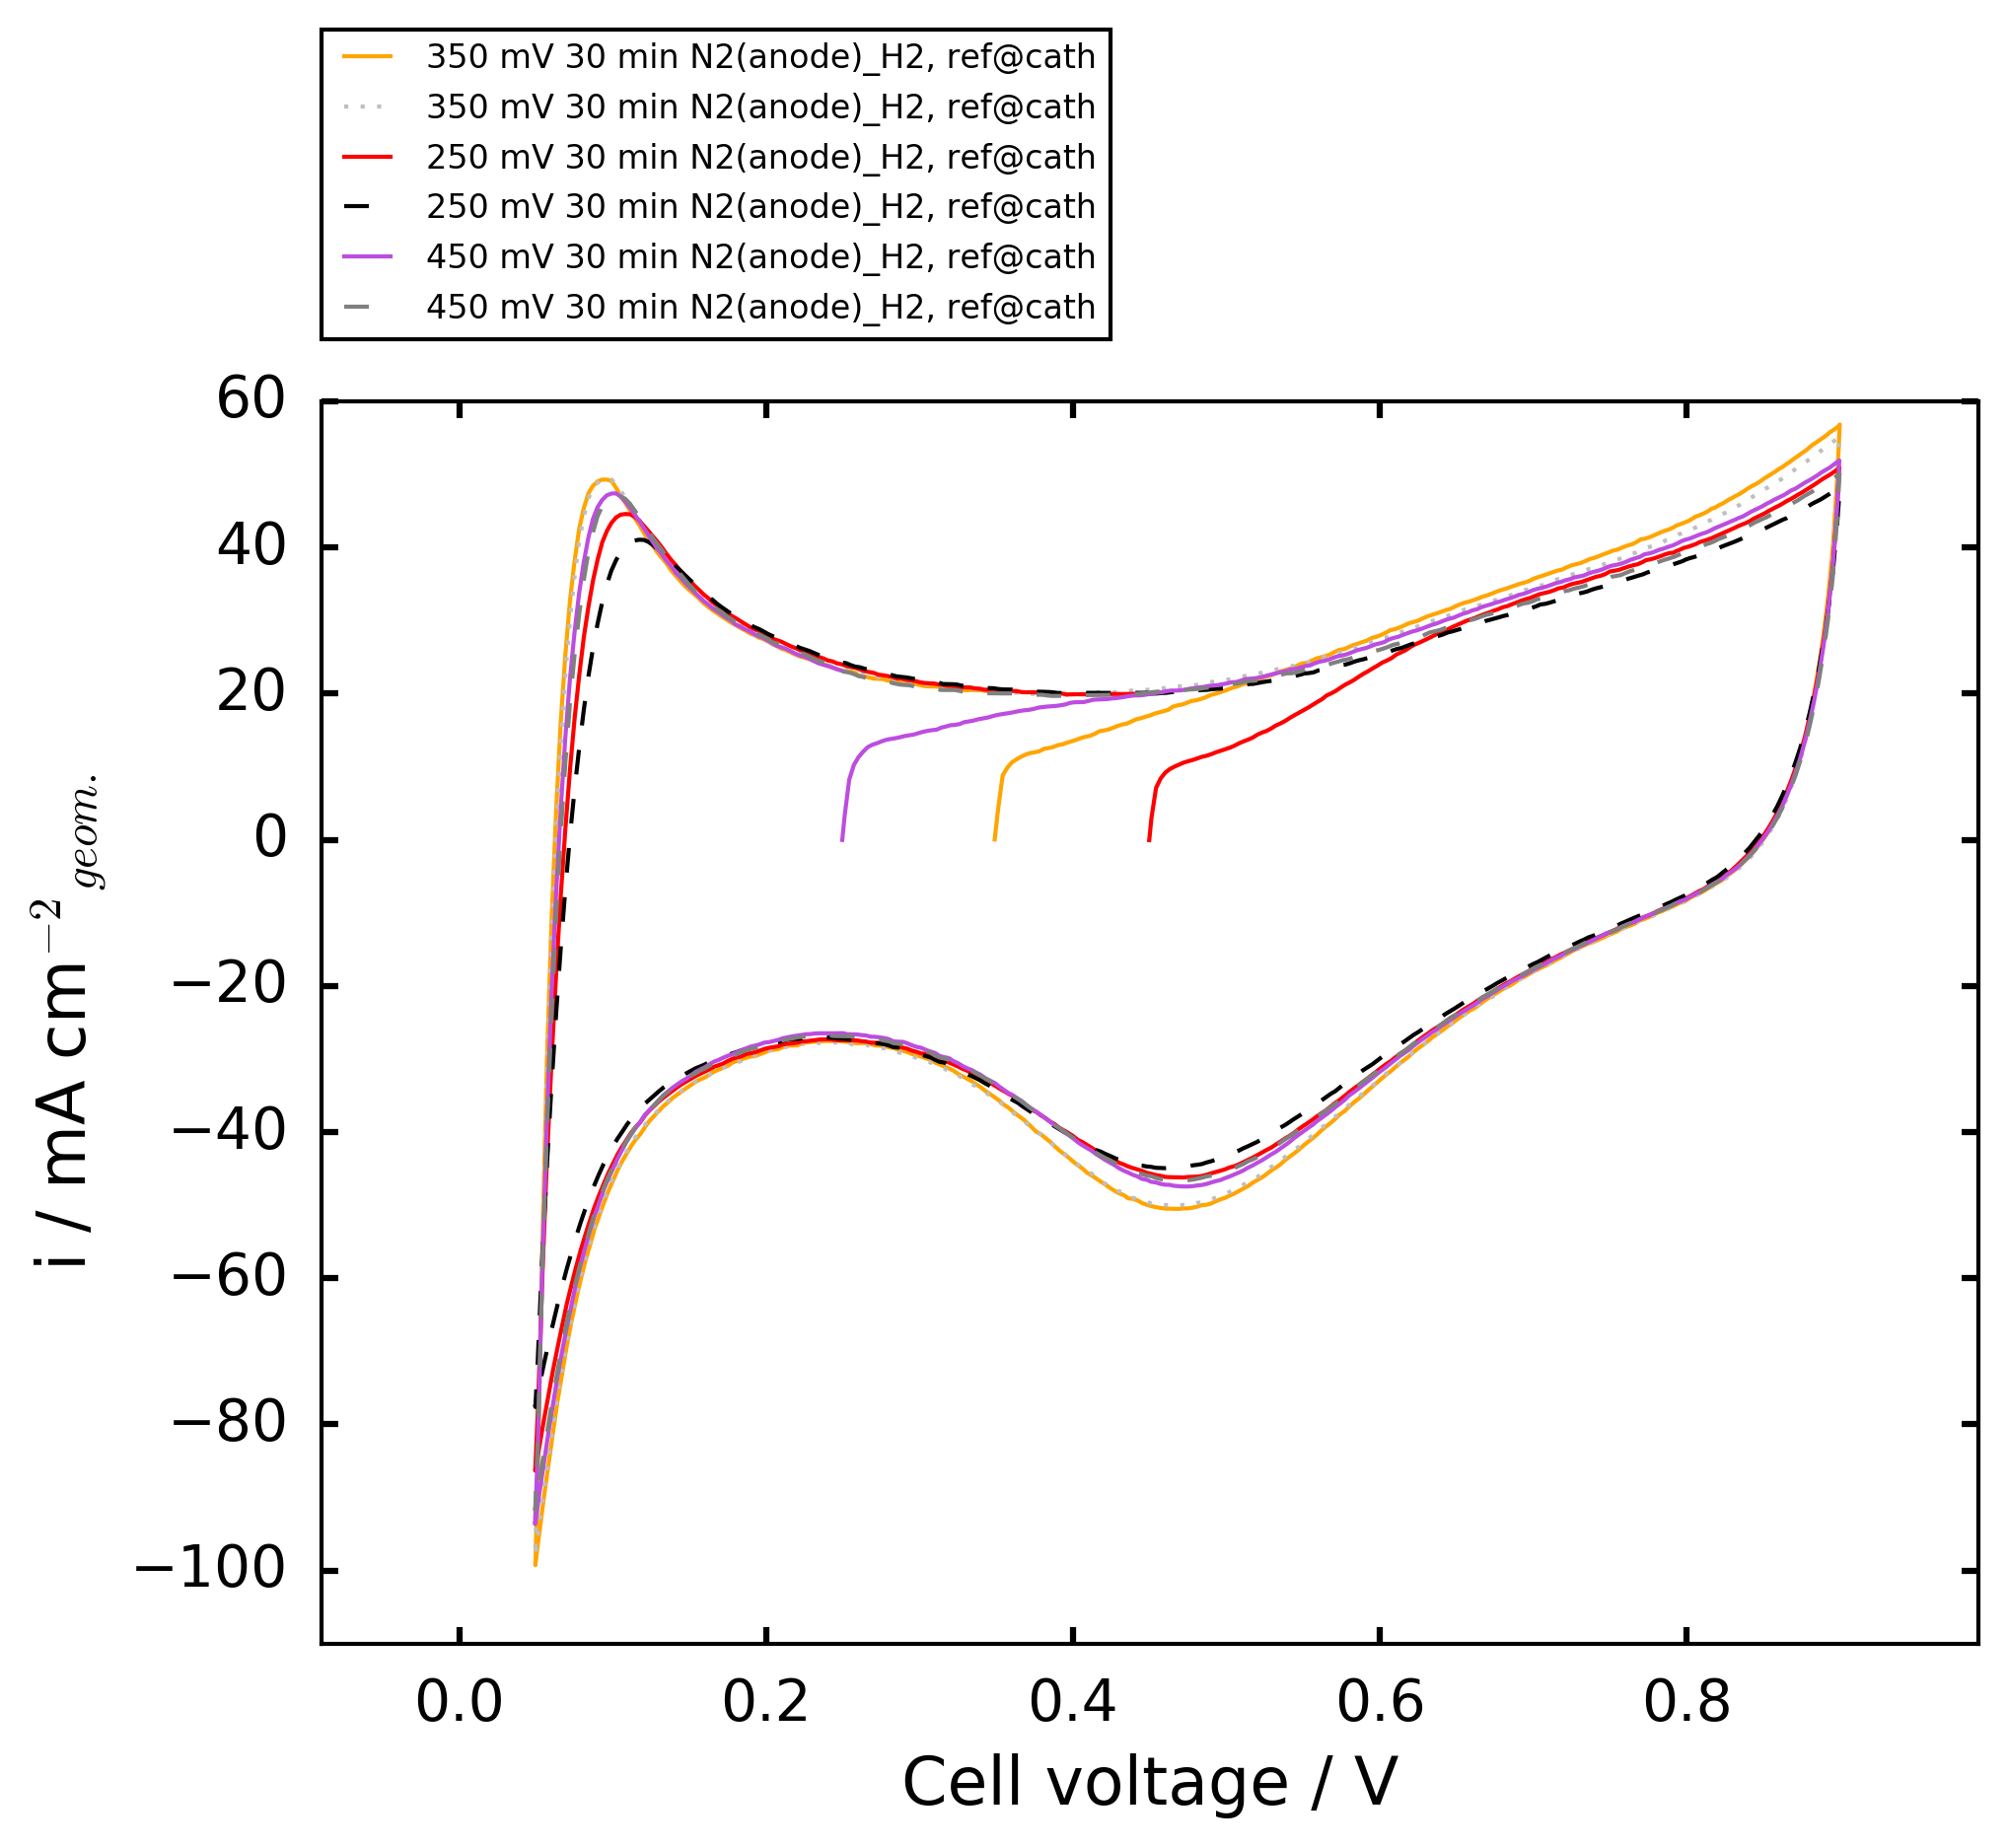 350 mV 30 min N2(anode)_H2, ref@cath
350 mV 30 min N2(anode)_H2, ref@cath
250 mV 30 min N2(anode)_H2, ref@cath
250 mV 30 min N2(anode)_H2, ref@cath
450 mV 30 min N2(anode)_H2, ref@cath
450 mV 30 min N2(anode)_H2, ref@cath
60
40
20
0
−20
−40
−60
−80
−100
i / mA cm⁻² geom.
0.0 0.2 0.4 0.6 0.8
Cell voltage / V